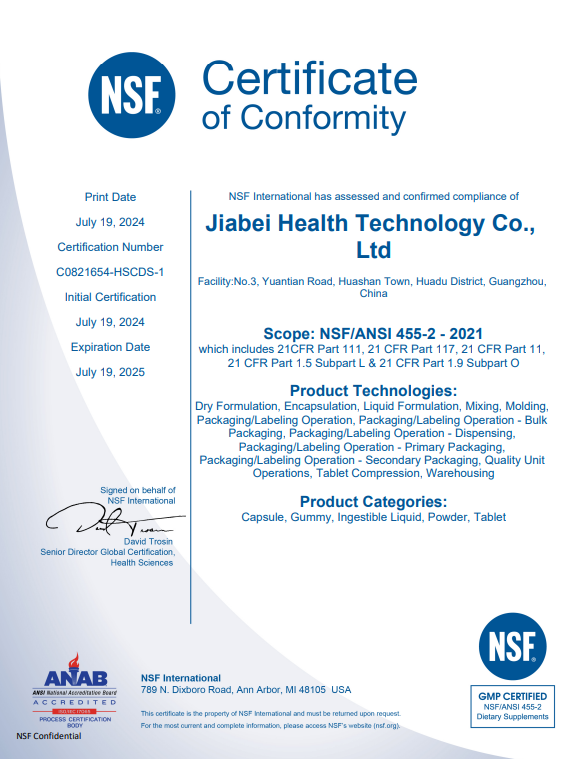 NSF®
Certificate
of Conformity
Print Date
July 19, 2024
Certification Number
C0821654-HSCDS-1
Initial Certification
July 19, 2024
Expiration Date
July 19, 2025
Signed on behalf of
NSF International
David Trosin
Senior Director Global Certification,
Health Sciences
NSF International has assessed and confirmed compliance of
Jiabei Health Technology Co.,
Ltd
Facility:No.3, Yuantian Road, Huashan Town, Huadu District, Guangzhou,
China
Scope: NSF/ANSI 455-2 - 2021
which includes 21CFR Part 111, 21 CFR Part 117, 21 CFR Part 11,
21 CFR Part 1.5 Subpart L & 21 CFR Part 1.9 Subpart O
Product Technologies:
Dry Formulation, Encapsulation, Liquid Formulation, Mixing, Molding,
Packaging/Labeling Operation, Packaging/Labeling Operation - Bulk
Packaging, Packaging/Labeling Operation - Dispensing,
Packaging/Labeling Operation - Primary Packaging,
Packaging/Labeling Operation - Secondary Packaging, Quality Unit
Operations, Tablet Compression, Warehousing
Product Categories:
Capsule, Gummy, Ingestible Liquid, Powder, Tablet
ANAB
ANSI National Accreditation Board
ACCREDITED
ISO/IEC 17065
PROCESS CERTIFICATION
BODY
NSF Confidential
NSF International
789 N. Dixboro Road, Ann Arbor, MI 48105 USA
This certificate is the property of NSF International and must be returned upon request.
For the most current and complete information, please access NSF's website (nsf.org).
NSF®
GMP CERTIFIED
NSF/ANSI 455-2
Dietary Supplements